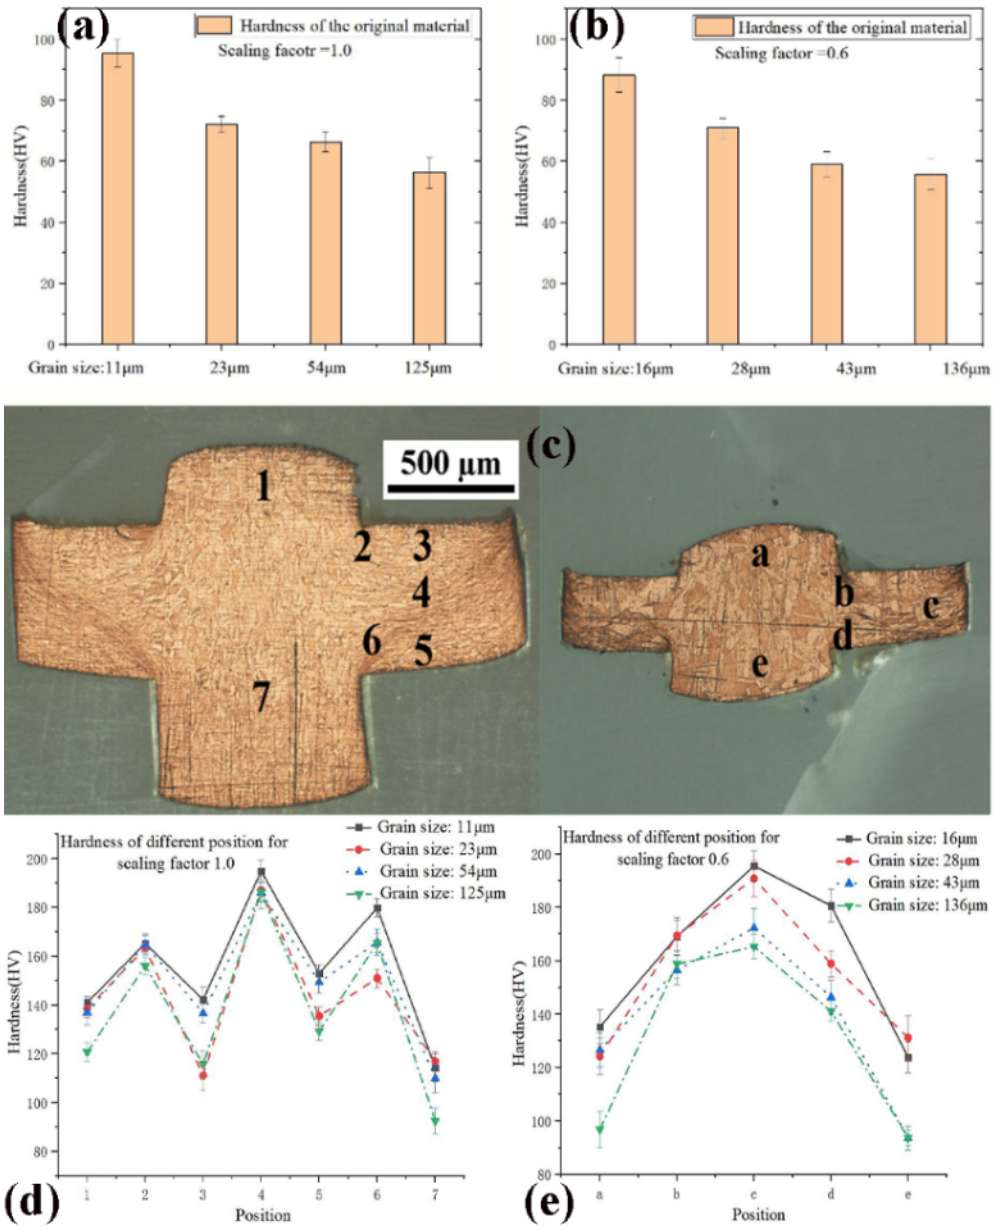 (a)
Hardness of the original material
Scaling facotr =1.0
Hardness(HV)
100
80
60
40
20
0
Grain size:11μm 23μm 54μm 125μm
(b)
Hardness of the original material
Scaling factor =0.6
Hardness(HV)
100
80
60
40
20
0
Grain size:16μm 28μm 43μm 136μm
(c)
500 μm
1
2
3
4
5
6
7
a
b
c
d
e
Hardness of different position for
scaling factor 1.0
Grain size: 11μm
Grain size: 23μm
Grain size: 54μm
Grain size: 125μm
Hardness(HV)
200
180
160
140
120
100
80
1 2 3 4 5 6 7
Position
(d)
Hardness of different position for
scaling factor 0.6
Grain size: 16μm
Grain size: 28μm
Grain size: 43μm
Grain size: 136μm
Hardness(HV)
200
180
160
140
120
100
80
a b c d e
Position
(e)